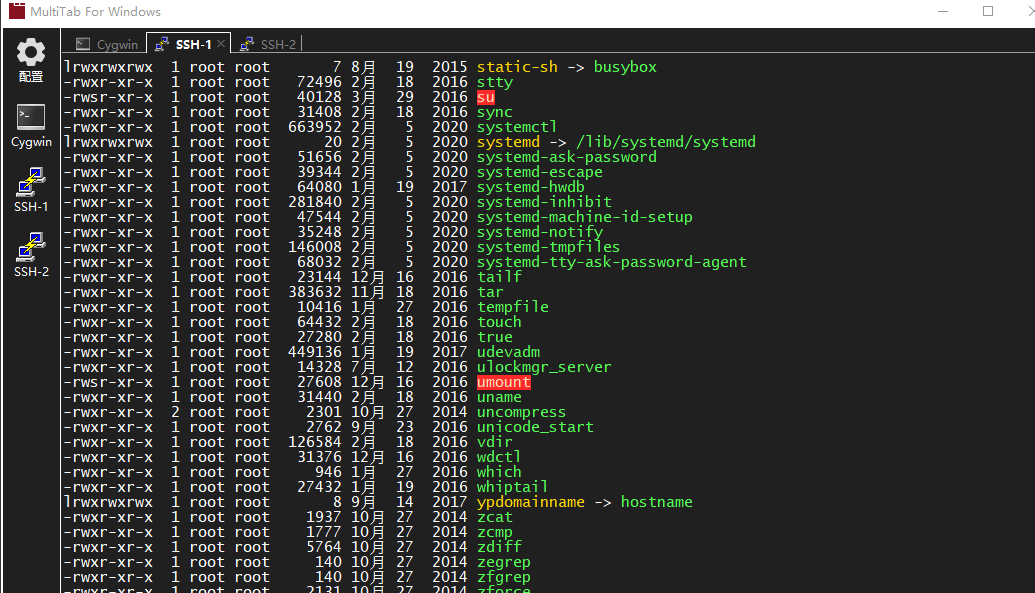 MultiTab For Windows
配置
Cygwin
SSH-1
SSH-2
Cygwin SSH-1 SSH-2
lrwxrwxrwx 1 root root 7 8月 19 2015 static-sh -> busybox
-rwxr-xr-x 1 root root 72496 2月 18 2016 stty
-rwsr-xr-x 1 root root 40128 3月 29 2016 su
-rwxr-xr-x 1 root root 31408 2月 18 2016 sync
-rwxr-xr-x 1 root root 663952 2月 5 2020 systemctl
lrwxrwxrwx 1 root root 20 2月 5 2020 systemd -> /lib/systemd/systemd
-rwxr-xr-x 1 root root 51656 2月 5 2020 systemd-ask-password
-rwxr-xr-x 1 root root 39344 2月 5 2020 systemd-escape
-rwxr-xr-x 1 root root 64080 1月 19 2017 systemd-hwdb
-rwxr-xr-x 1 root root 281840 2月 5 2020 systemd-inhibit
-rwxr-xr-x 1 root root 47544 2月 5 2020 systemd-machine-id-setup
-rwxr-xr-x 1 root root 35248 2月 5 2020 systemd-notify
-rwxr-xr-x 1 root root 146008 2月 5 2020 systemd-tmpfiles
-rwxr-xr-x 1 root root 68032 2月 5 2020 systemd-tty-ask-password-agent
-rwxr-xr-x 1 root root 23144 12月 16 2016 tailf
-rwxr-xr-x 1 root root 383632 11月 18 2016 tar
-rwxr-xr-x 1 root root 10416 1月 27 2016 tempfile
-rwxr-xr-x 1 root root 64432 2月 18 2016 touch
-rwxr-xr-x 1 root root 27280 2月 18 2016 true
-rwxr-xr-x 1 root root 449136 1月 19 2017 udevadm
-rwxr-xr-x 1 root root 14328 7月 12 2016 ulockmgr_server
-rwsr-xr-x 1 root root 27608 12月 16 2016 umount
-rwxr-xr-x 1 root root 31440 2月 18 2016 uname
-rwxr-xr-x 2 root root 2301 10月 27 2014 uncompress
-rwxr-xr-x 1 root root 2762 9月 23 2016 unicode_start
-rwxr-xr-x 1 root root 126584 2月 18 2016 vdir
-rwxr-xr-x 1 root root 31376 12月 16 2016 wdctl
-rwxr-xr-x 1 root root 946 1月 27 2016 which
-rwxr-xr-x 1 root root 27432 1月 19 2016 whiptail
lrwxrwxrwx 1 root root 8 9月 14 2017 ypdomainname -> hostname
-rwxr-xr-x 1 root root 1937 10月 27 2014 zcat
-rwxr-xr-x 1 root root 1777 10月 27 2014 zcmp
-rwxr-xr-x 1 root root 5764 10月 27 2014 zdiff
-rwxr-xr-x 1 root root 140 10月 27 2014 zegrep
-rwxr-xr-x 1 root root 140 10月 27 2014 zfgrep
-rwxr-xr-x 1 root root 2131 10月 27 2014 zforce